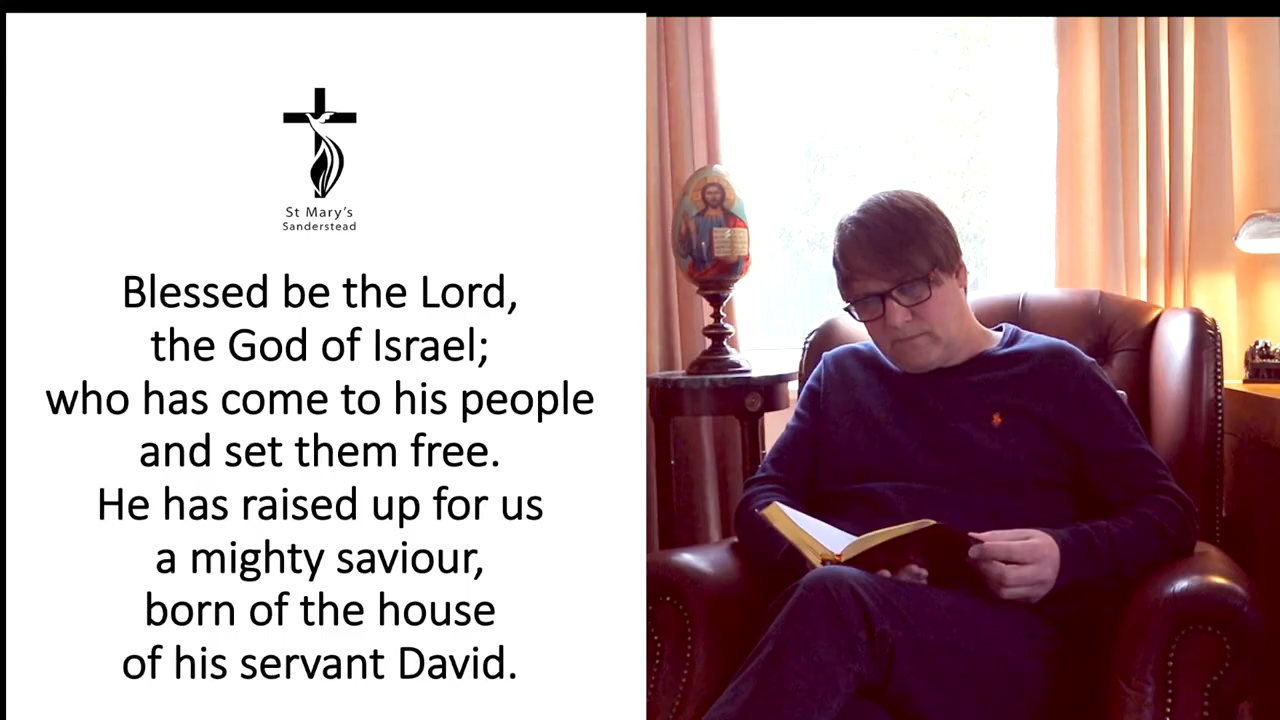 St Mary's
Sanderstead
Blessed be the Lord,
the God of Israel;
who has come to his people
and set them free.
He has raised up for us
a mighty saviour,
born of the house
of his servant David.